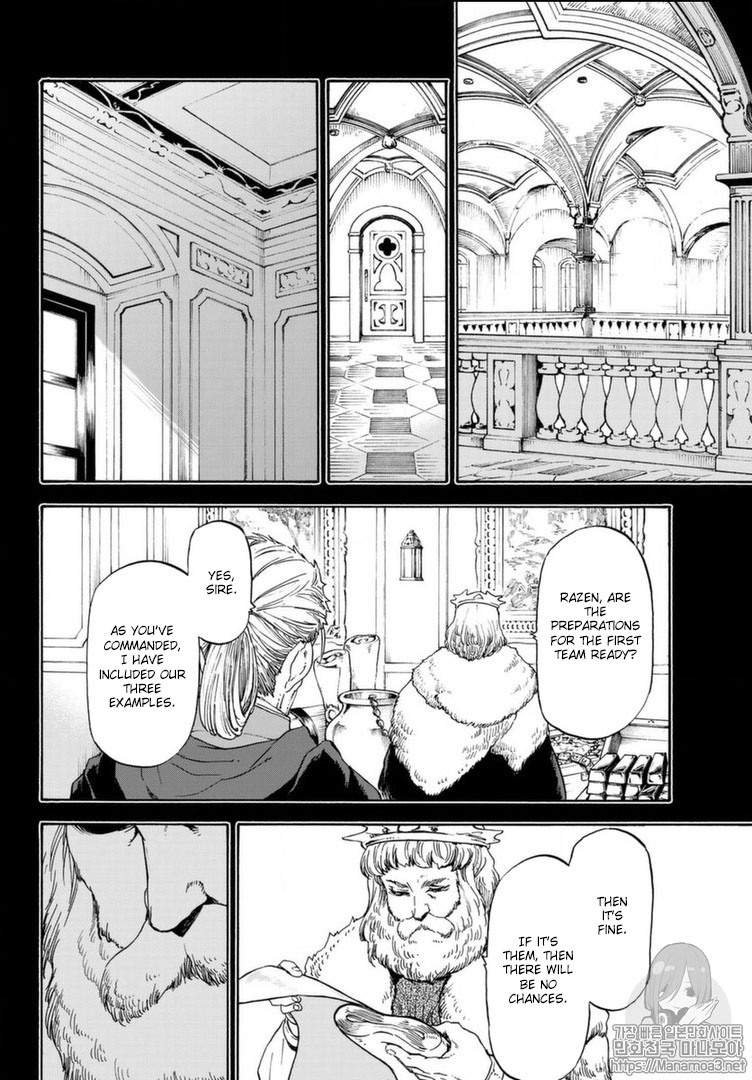 RAZEN, ARE
THE
PREPARATIONS
FOR THE FIRST
TEAM READY?
YES,
SIRE.
AS YOU'VE
COMMANDED,
I HAVE
INCLUDED OUR
THREE
EXAMPLES.
THEN
IT'S
FINE.
IF IT'S
THEM, THEN
THERE WILL
BE NO
CHANCES.
가장 빠른 일본만화사이트
만화천국 마나모아
https://Manamoa3.net